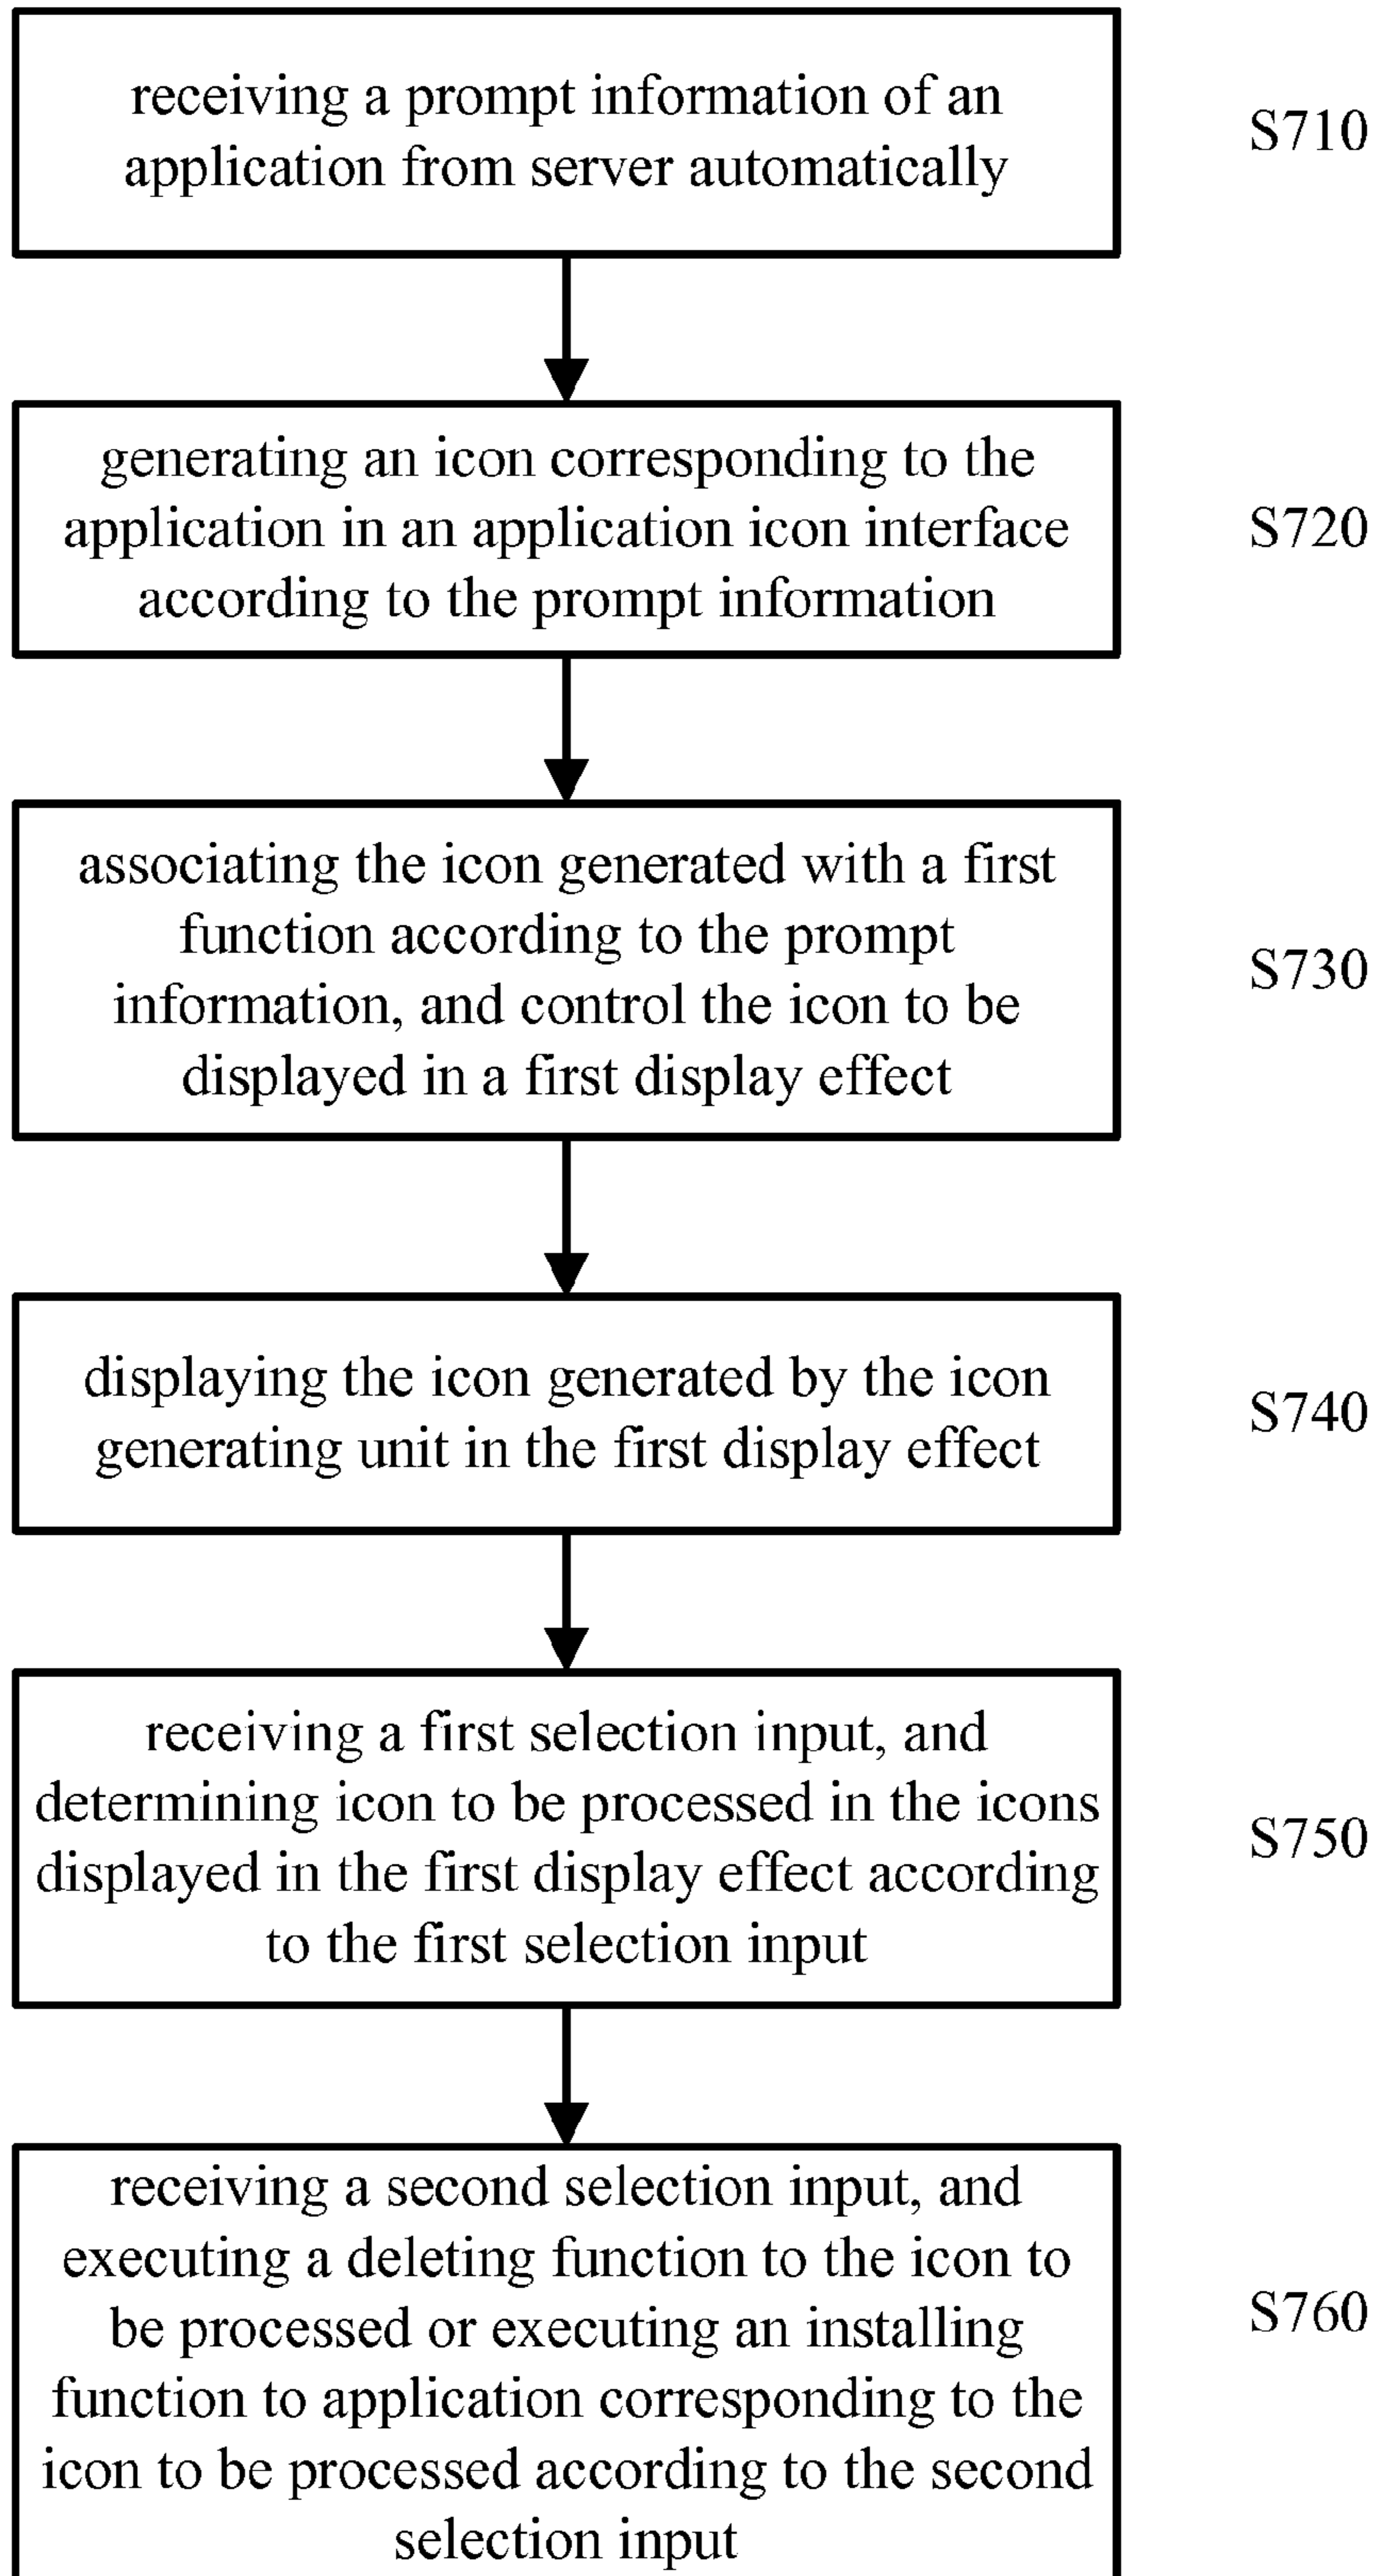 receiving a prompt information of an
application from server automatically
S710
generating an icon corresponding to the
application in an application icon interface
according to the prompt information
S720
associating the icon generated with a first
function according to the prompt
information, and control the icon to be
displayed in a first display effect
S730
displaying the icon generated by the icon
generating unit in the first display effect
S740
receiving a first selection input, and
determining icon to be processed in the icons
displayed in the first display effect according
to the first selection input
S750
receiving a second selection input, and
executing a deleting function to the icon to
be processed or executing an installing
function to application corresponding to the
icon to be processed according to the second
selection input
S760